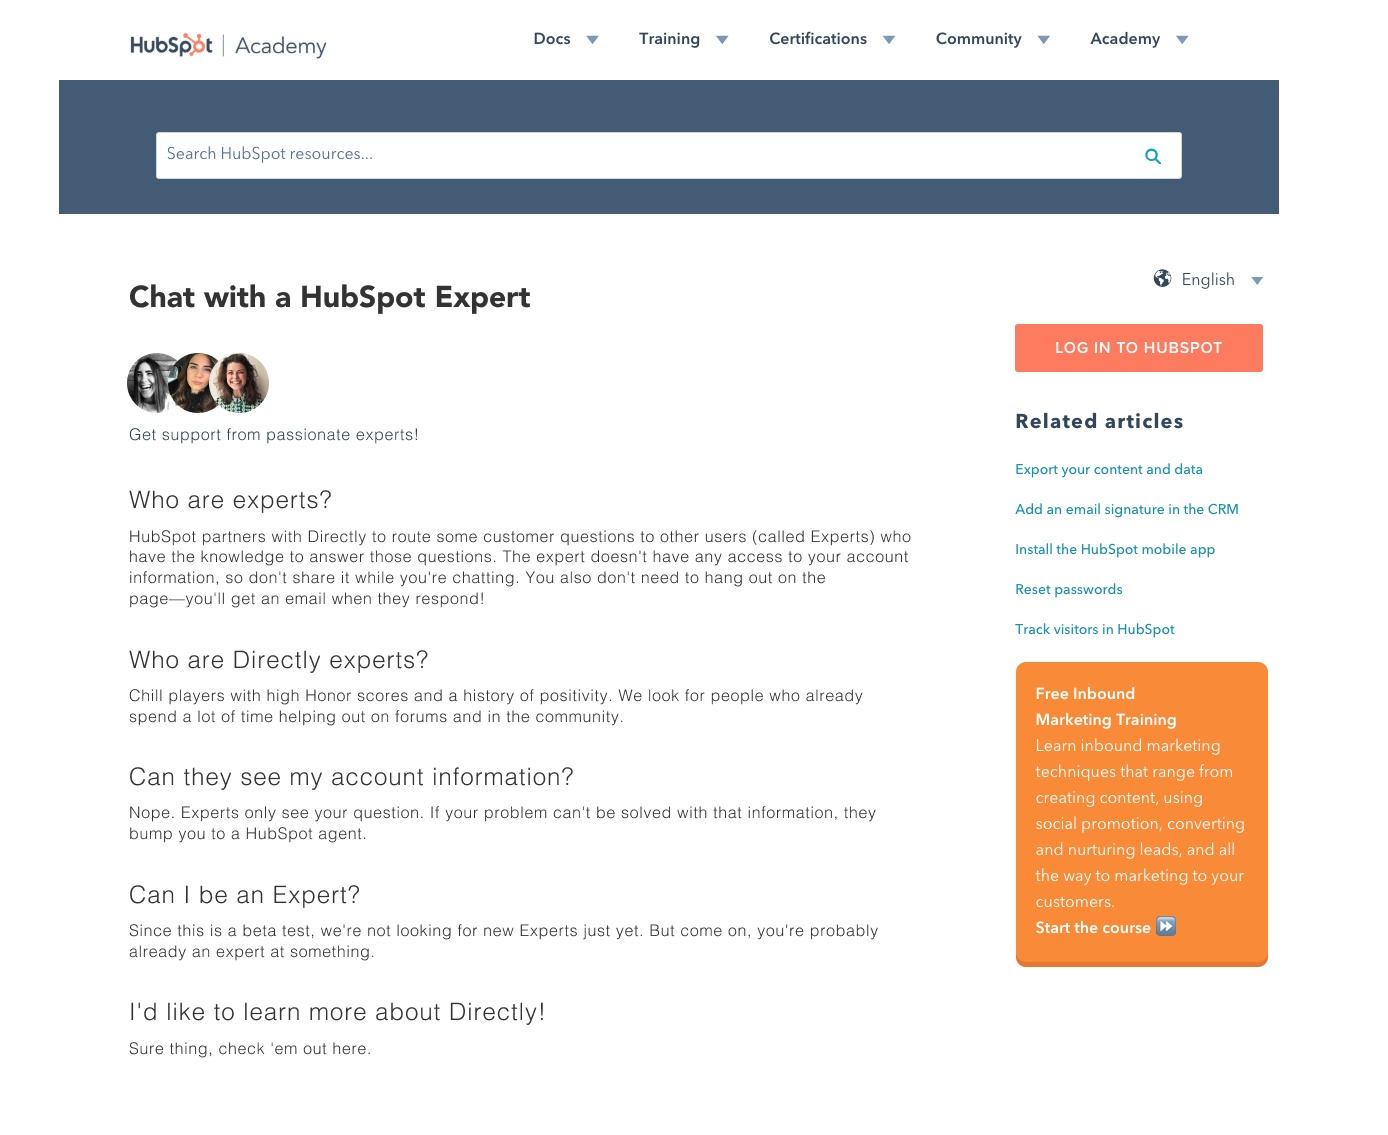 HubSpot | Academy
Docs
Training
Certifications
Community
Academy
Search HubSpot resources...
English
Chat with a HubSpot Expert
Get support from passionate experts!
Who are experts?
HubSpot partners with Directly to route some customer questions to other users (called Experts) who
have the knowledge to answer those questions. The expert doesn't have any access to your account
information, so don't share it while you're chatting. You also don't need to hang out on the
page—you'll get an email when they respond!
Who are Directly experts?
Chill players with high Honor scores and a history of positivity. We look for people who already
spend a lot of time helping out on forums and in the community.
Can they see my account information?
Nope. Experts only see your question. If your problem can't be solved with that information, they
bump you to a HubSpot agent.
Can I be an Expert?
Since this is a beta test, we're not looking for new Experts just yet. But come on, you're probably
already an expert at something.
I'd like to learn more about Directly!
Sure thing, check 'em out here.
LOG IN TO HUBSPOT
Related articles
Export your content and data
Add an email signature in the CRM
Install the HubSpot mobile app
Reset passwords
Track visitors in HubSpot
Free Inbound
Marketing Training
Learn inbound marketing
techniques that range from
creating content, using
social promotion, converting
and nurturing leads, and all
the way to marketing to your
customers.
Start the course ⏩